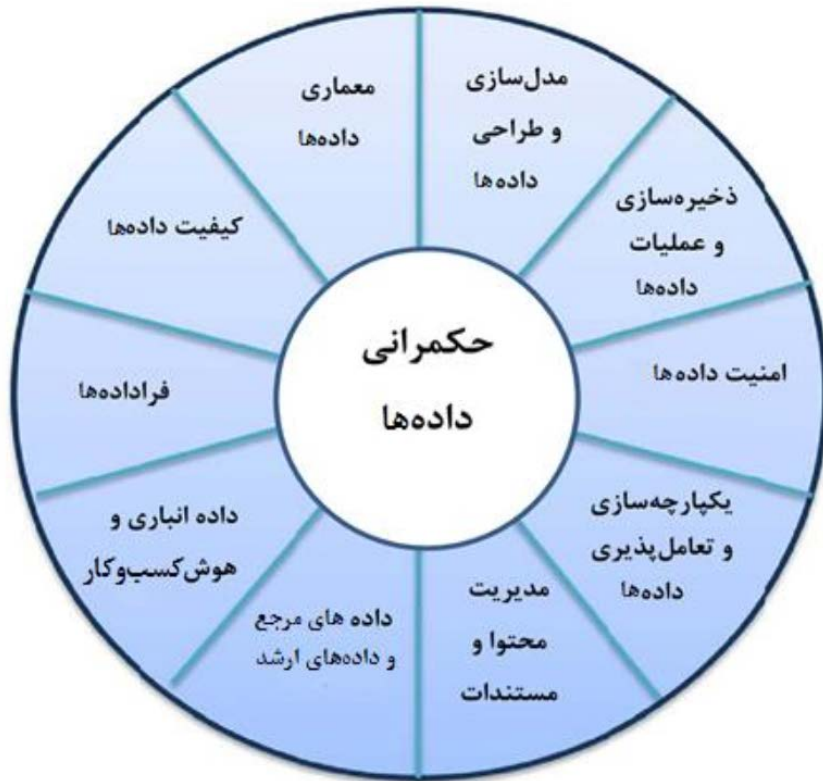 حکمرانی
داده‌ها
معماری
داده‌ها
مدل‌سازی
و طراحی
داده‌ها
ذخیره‌سازی
و عملیات
داده‌ها
امنیت داده‌ها
یکپارچه‌سازی
و تعامل‌پذیری
داده‌ها
مدیریت
محتوا و
مستندات
داده های مرجع
و داده‌های ارشد
داده انباری و
هوش‌کسب‌وکار
فراداده‌ها
کیفیت داده‌ها